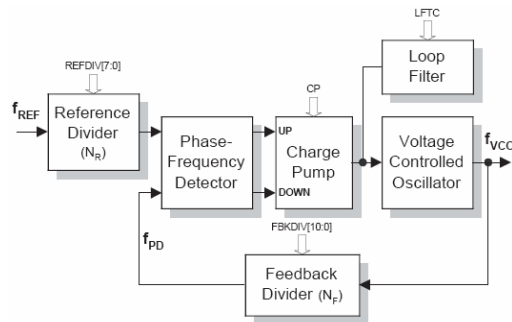 LFTC
Loop
Filter
REFDIV[7:0]
CP
fREF
Reference
Divider
(NR)
Phase-
Frequency
Detector
UP
Charge
Pump
DOWN
Voltage
Controlled
Oscillator
fVCO
fPD
FBKDIV[10:0]
Feedback
Divider (NF)